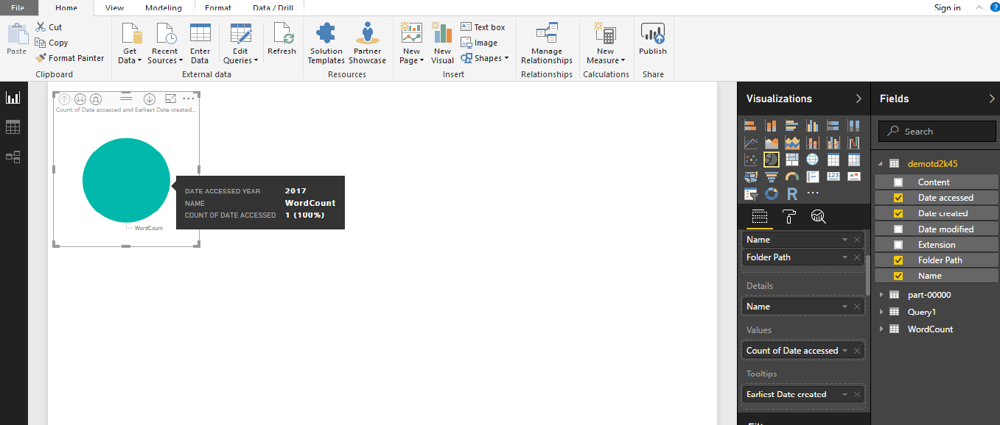 File Home View Modeling Format Data / Drill Sign in ?
Paste Cut Copy Format Painter
Get Data Recent Sources Enter Data Edit Queries Refresh
Solution Templates Partner Showcase
New Page New Visual Text box Image Shapes
Manage Relationships New Measure Publish
Clipboard External data Resources Insert Relationships Calculations Share
Count of Date accessed and Earliest Date created...
DATE ACCESSED YEAR 2017
NAME WordCount
COUNT OF DATE ACCESSED 1 (100%)
WordCount
Visualizations
123
R
Name
Folder Path
Details
Name
Values
Count of Date accessed
Tooltips
Earliest Date created
Fields
Search
demotd2k45
Content
Date accessed
Date created
Date modified
Extension
Folder Path
Name
part-00000
Query1
WordCount